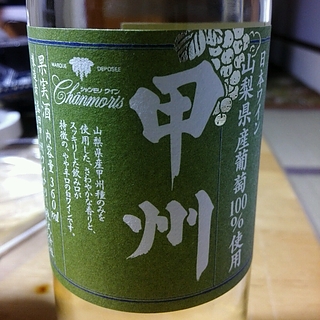 日本ワイン
山梨県産葡萄100%使用
甲州
MARQUE DEPOSEE
シャンモリ ワイン
Chanmoris
山梨県産甲州種のみを
使用した、さわやかな香りと、
スッキリした飲み口が
特徴の、やや辛口の白ワインです。
果実酒 内容量360ml